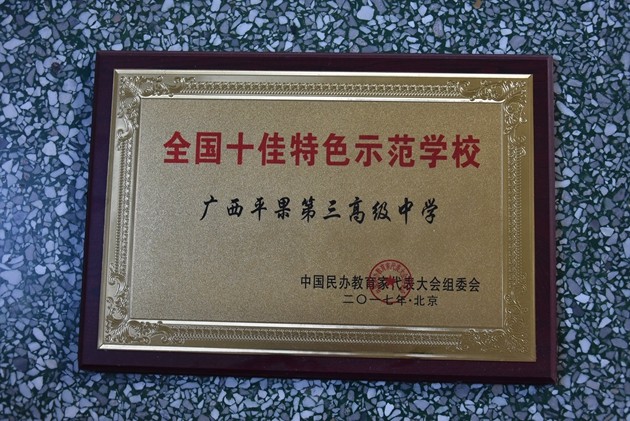 全国十佳特色示范学校
广西平果第三高级中学
中国民办教育家代表大会组委会
二〇一七年·北京